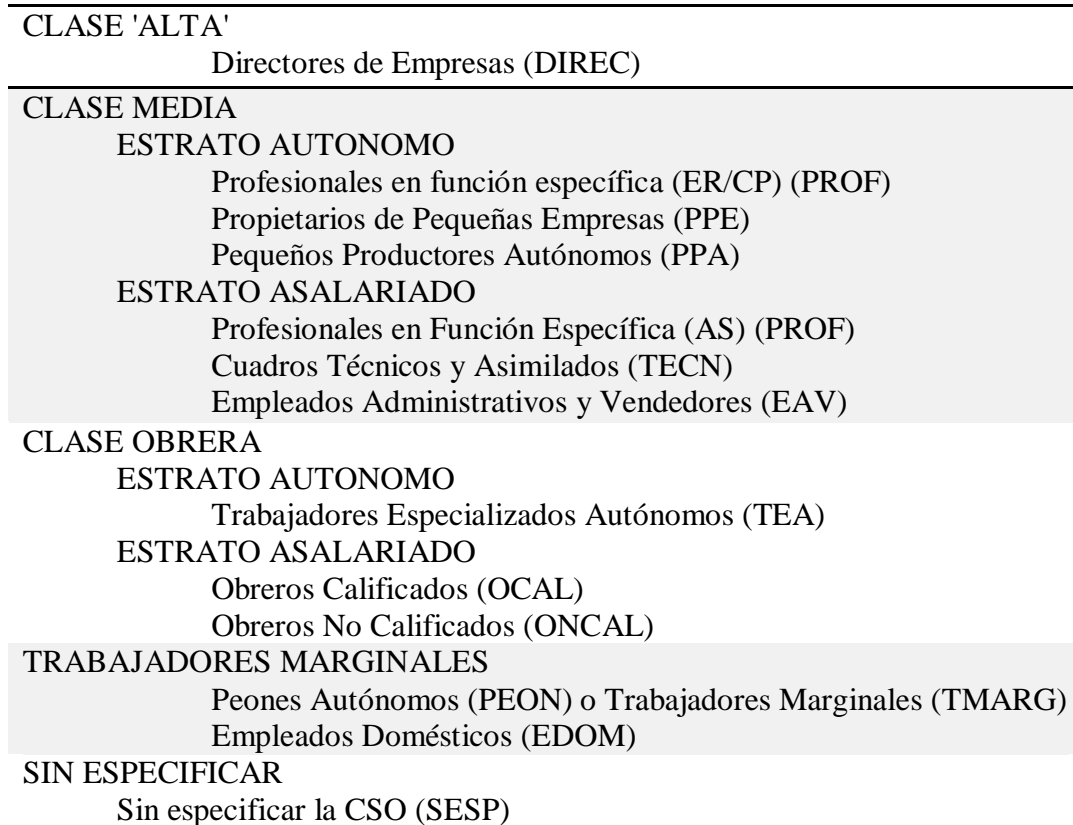 CLASE 'ALTA'
Directores de Empresas (DIREC)
CLASE MEDIA
ESTRATO AUTONOMO
Profesionales en función específica (ER/CP) (PROF)
Propietarios de Pequeñas Empresas (PPE)
Pequeños Productores Autónomos (PPA)
ESTRATO ASALARIADO
Profesionales en Función Específica (AS) (PROF)
Cuadros Técnicos y Asimilados (TECN)
Empleados Administrativos y Vendedores (EAV)
CLASE OBRERA
ESTRATO AUTONOMO
Trabajadores Especializados Autónomos (TEA)
ESTRATO ASALARIADO
Obreros Calificados (OCAL)
Obreros No Calificados (ONCAL)
TRABAJADORES MARGINALES
Peones Autónomos (PEON) o Trabajadores Marginales (TMARG)
Empleados Domésticos (EDOM)
SIN ESPECIFICAR
Sin especificar la CSO (SESP)